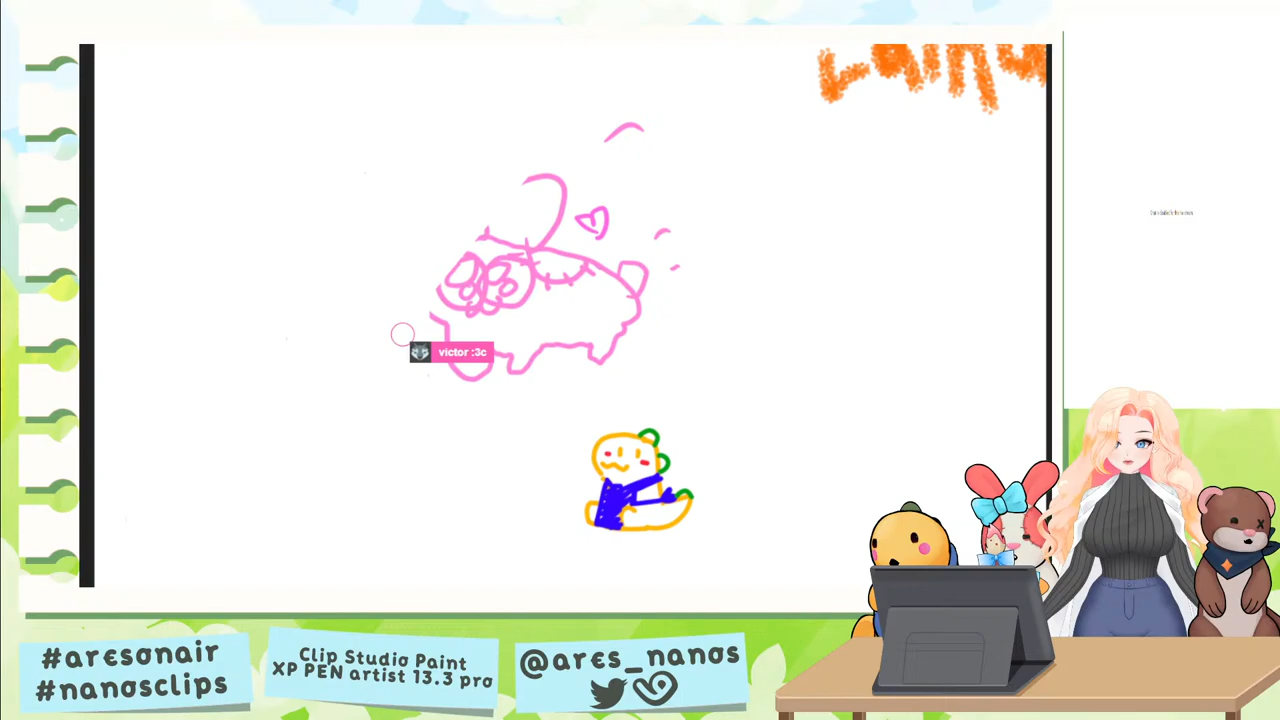 victor :3c
#aresonair
#nanosclips
Clip Studio Paint
XP PEN artist 13.3 pro
@ares_nanos